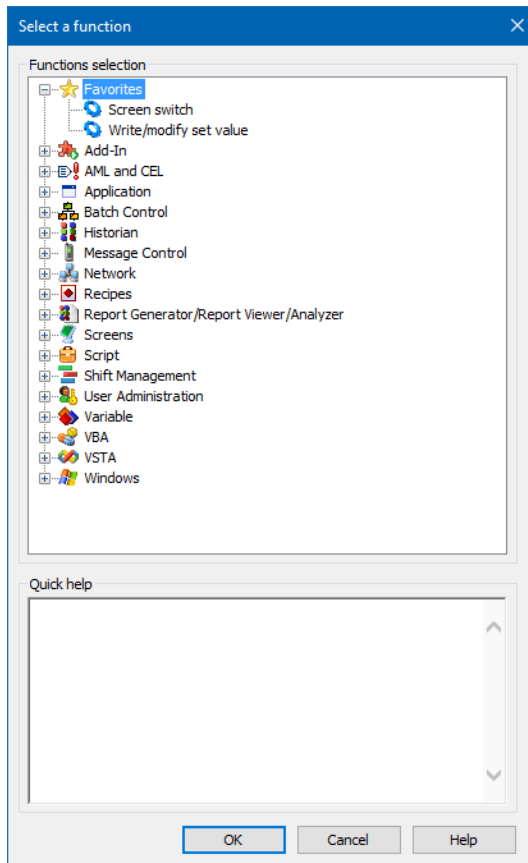 Select a function
Functions selection
Favorites
Screen switch
Write/modify set value
Add-In
AML and CEL
Application
Batch Control
Historian
Message Control
Network
Recipes
Report Generator/Report Viewer/Analyzer
Screens
Script
Shift Management
User Administration
Variable
VBA
VSTA
Windows
Quick help
OK Cancel Help